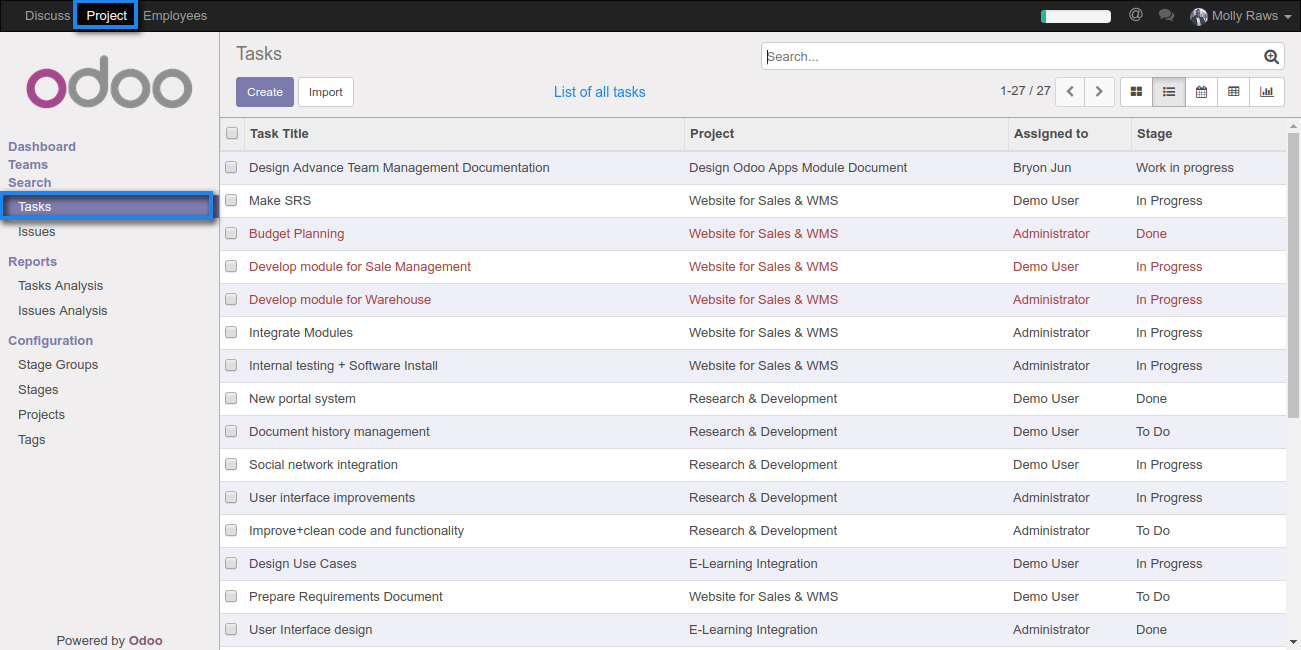 Discuss Project Employees @ Molly Raws
odoo
Tasks
Search...
Create Import List of all tasks 1-27 / 27
Dashboard
Teams
Search
Tasks
Issues
Reports
Tasks Analysis
Issues Analysis
Configuration
Stage Groups
Stages
Projects
Tags
Powered by Odoo
Task Title Project Assigned to Stage
Design Advance Team Management Documentation Design Odoo Apps Module Document Bryon Jun Work in progress
Make SRS Website for Sales & WMS Demo User In Progress
Budget Planning Website for Sales & WMS Administrator Done
Develop module for Sale Management Website for Sales & WMS Demo User In Progress
Develop module for Warehouse Website for Sales & WMS Administrator In Progress
Integrate Modules Website for Sales & WMS Administrator In Progress
Internal testing + Software Install Website for Sales & WMS Administrator In Progress
New portal system Research & Development Demo User Done
Document history management Research & Development Demo User To Do
Social network integration Research & Development Demo User In Progress
User interface improvements Research & Development Administrator In Progress
Improve+clean code and functionality Research & Development Administrator To Do
Design Use Cases E-Learning Integration Demo User In Progress
Prepare Requirements Document Website for Sales & WMS Demo User To Do
User Interface design E-Learning Integration Administrator Done